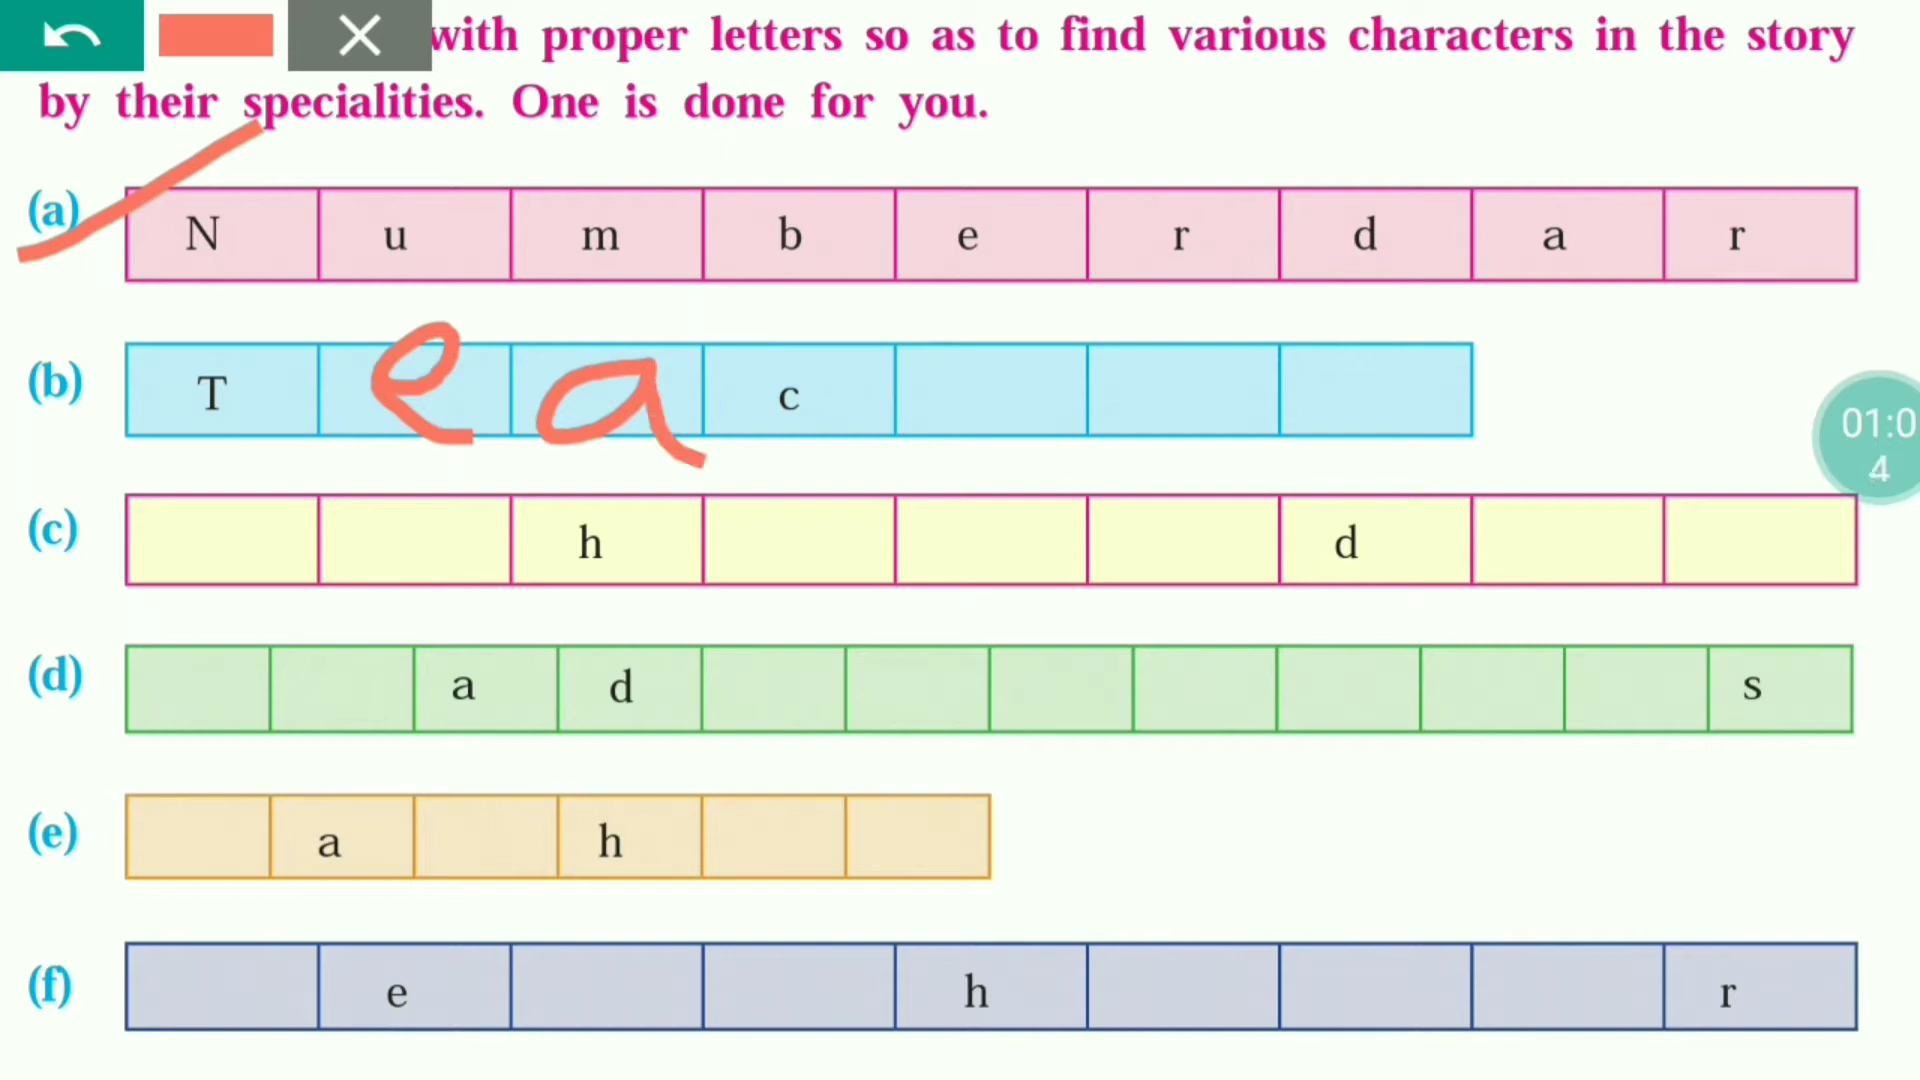 with proper letters so as to find various characters in the story
by their specialities. One is done for you.
(a) N u m b e r d a r
(b) T e a c
01:0
4
(c) h d
(d) a d s
(e) a h
(f) e h r